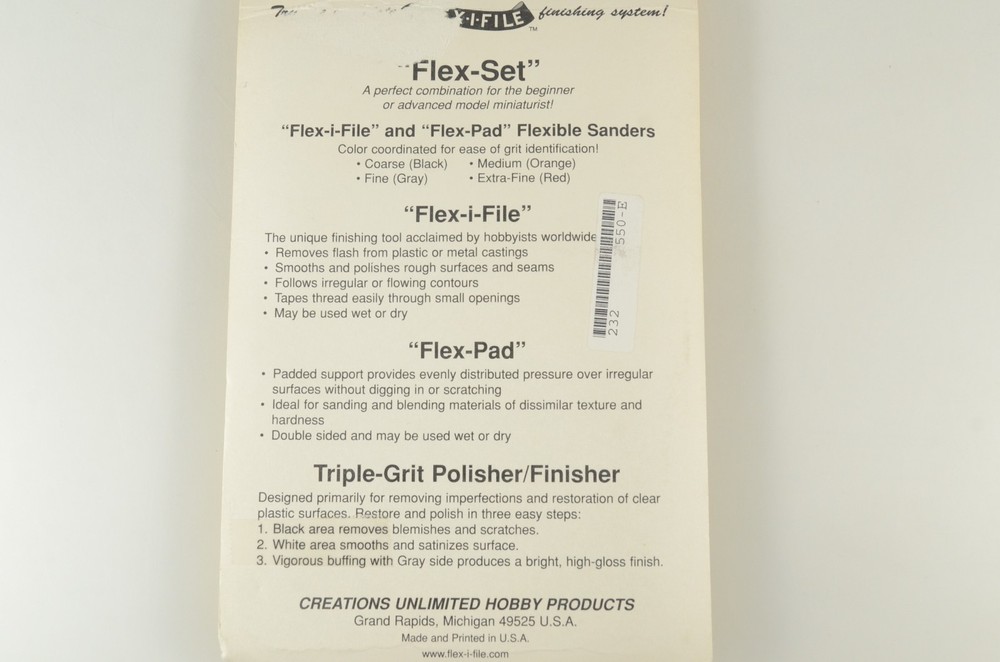 -I-FILE finishing system!
TM
“Flex-Set”
A perfect combination for the beginner
or advanced model miniaturist!
“Flex-i-File” and “Flex-Pad” Flexible Sanders
Color coordinated for ease of grit identification!
• Coarse (Black) • Medium (Orange)
• Fine (Gray) • Extra-Fine (Red)
“Flex-i-File”
The unique finishing tool acclaimed by hobbyists worldwide
• Removes flash from plastic or metal castings
• Smooths and polishes rough surfaces and seams
• Follows irregular or flowing contours
• Tapes thread easily through small openings
• May be used wet or dry
232 550-E
“Flex-Pad”
• Padded support provides evenly distributed pressure over irregular
surfaces without digging in or scratching
• Ideal for sanding and blending materials of dissimilar texture and
hardness
• Double sided and may be used wet or dry
Triple-Grit Polisher/Finisher
Designed primarily for removing imperfections and restoration of clear
plastic surfaces. Restore and polish in three easy steps:
1. Black area removes blemishes and scratches.
2. White area smooths and satinizes surface.
3. Vigorous buffing with Gray side produces a bright, high-gloss finish.
CREATIONS UNLIMITED HOBBY PRODUCTS
Grand Rapids, Michigan 49525 U.S.A.
Made and Printed in U.S.A.
www.flex-i-file.com